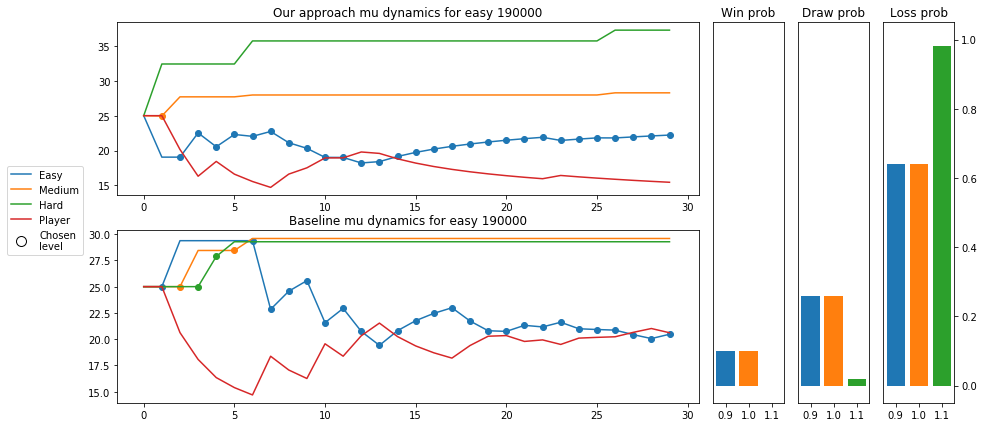 Our approach mu dynamics for easy 190000
35
30
25
20
15
0 5 10 15 20 25 30
Easy
Medium
Hard
Player
Chosen
level
Baseline mu dynamics for easy 190000
30.0
27.5
25.0
22.5
20.0
17.5
15.0
0 5 10 15 20 25 30
Win prob
0.9 1.0 1.1
Draw prob
0.9 1.0 1.1
Loss prob
1.0
0.8
0.6
0.4
0.2
0.0
0.9 1.0 1.1